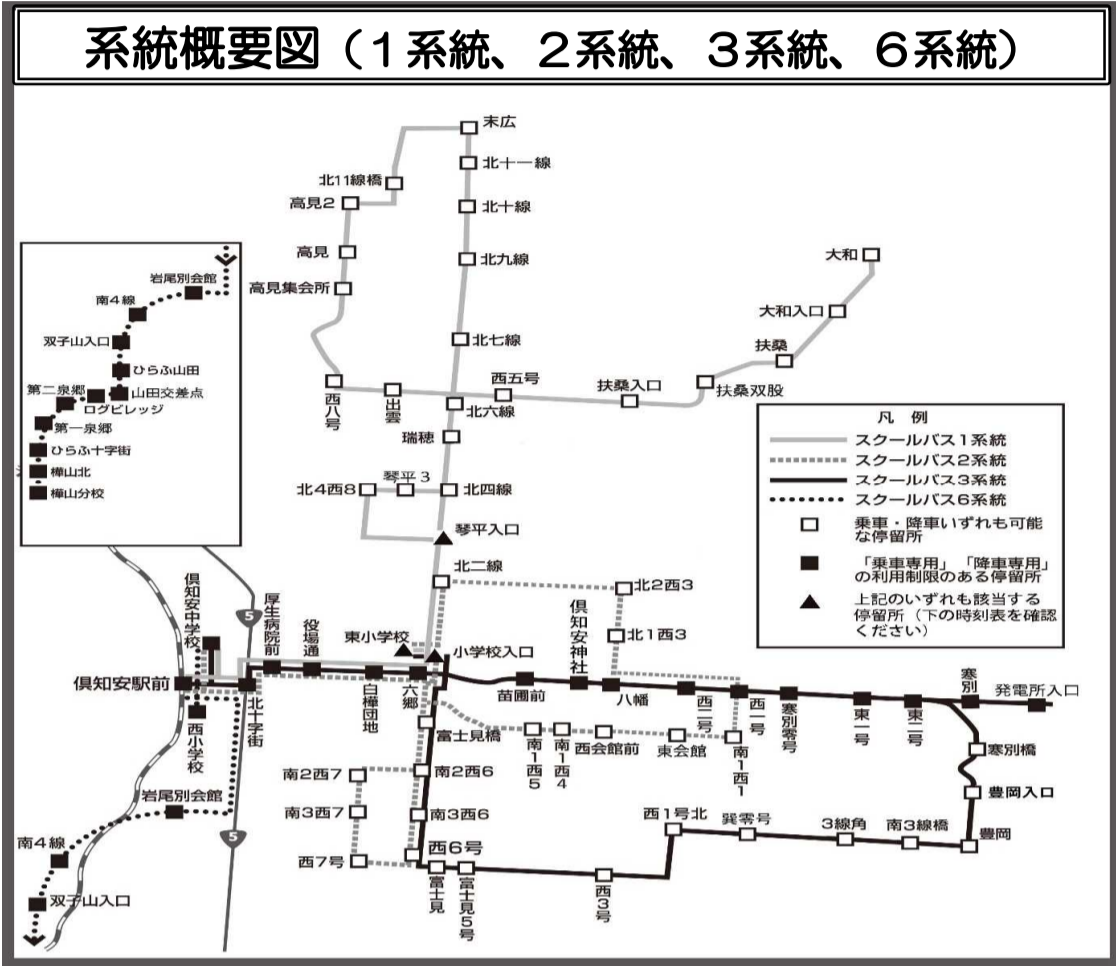 系統概要図（１系統、２系統、３系統、６系統）
末広
北十一線
北11線橋
高見2
北十線
高見
北九線
高見集会所
大和
大和入口
北七線
扶桑
西五号
扶桑入口
扶桑双股
西八号
出雲
北六線
瑞穂
琴平３
北4西8
北四線
琴平入口
岩尾別会館
南4線
双子山入口
ひらふ山田
第二泉郷
山田交差点
ログビレッジ
第一泉郷
ひらふ十字街
樺山北
樺山分校
凡 例
スクールバス1系統
スクールバス2系統
スクールバス3系統
スクールバス6系統
乗車・降車いずれも可能
な停留所
「乗車専用」「降車専用」
の利用制限のある停留所
上記のいずれも該当する
停留所（下の時刻表を確認
ください）
北二線
北2西3
北1西3
倶知安中学校
5
厚生病院前
役場通
東小学校
小学校入口
倶知安神社
倶知安駅前
北十字街
白樺団地
六郷
苗圃前
八幡
西二号
西一号
寒別零号
東一号
東二号
寒別
発電所入口
西小学校
富士見橋
南1西5
南1西4
西会館前
東会館
南1西1
寒別橋
南2西7
南2西6
豊岡入口
岩尾別会館
南3西7
南3西6
西1号北
巽零号
3線角
南3線橋
豊岡
5
南4線
西7号
西6号
富士見
富士見5号
西3号
双子山入口